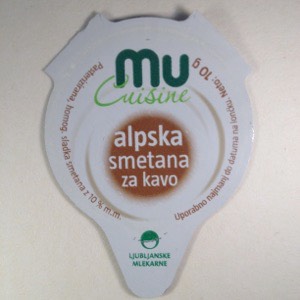 mu
Cuisine
alpska
smetana
za kavo
Pasterizirana, homog. sladka smetana z 10 % m.m.
Uporabno najmanj do datuma na lončku. Neto: 10 g
LJUBLJANSKE
MLEKARNE